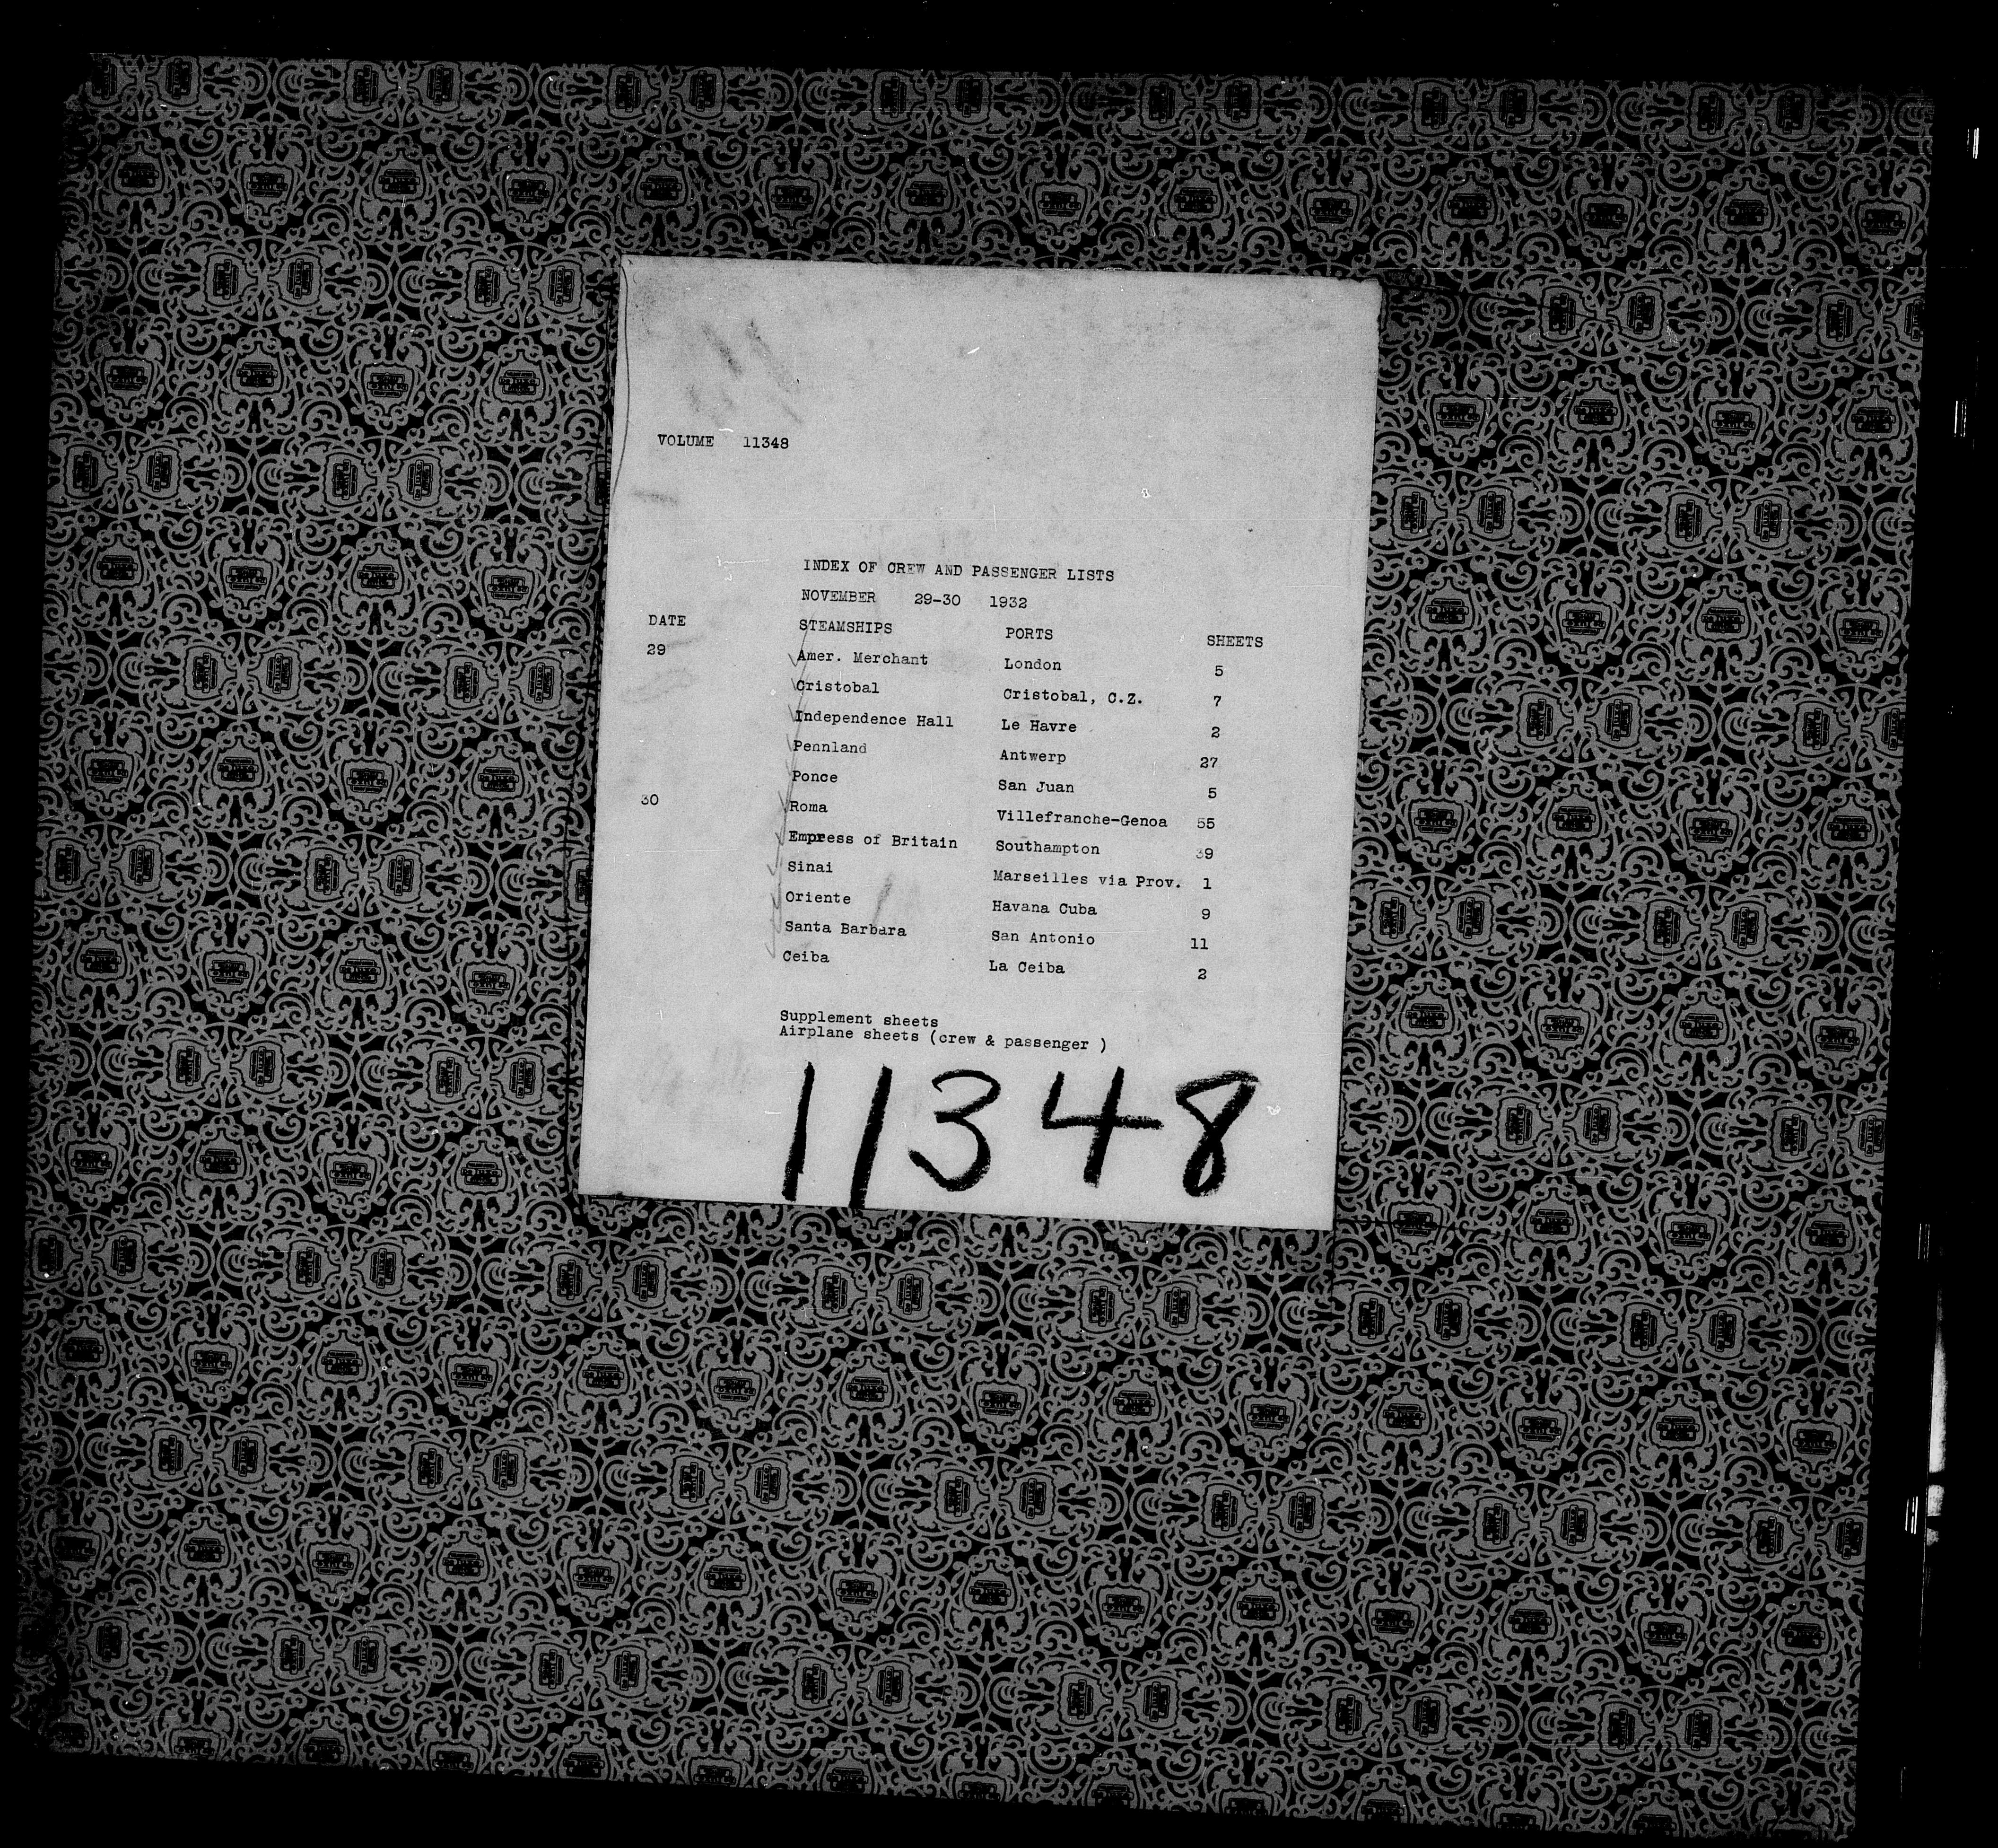 VOLUME 11348
INDEX OF CREW AND PASSENGER LISTS
NOVEMBER 29-30 1932
DATE STEAMSHIPS PORTS SHEETS
29 Amer. Merchant London 5
Cristobal Cristobal, C.Z. 7
Independence Hall Le Havre 2
Pennland Antwerp 27
Ponce San Juan 5
30 Roma Villefranche-Genoa 55
Empress of Britain Southampton 39
Sinai Marseilles via Prov. 1
Oriente Havana Cuba 9
Santa Barbara San Antonio 11
Ceiba La Ceiba 2
Supplement sheets
Airplane sheets (crew & passenger )
11348